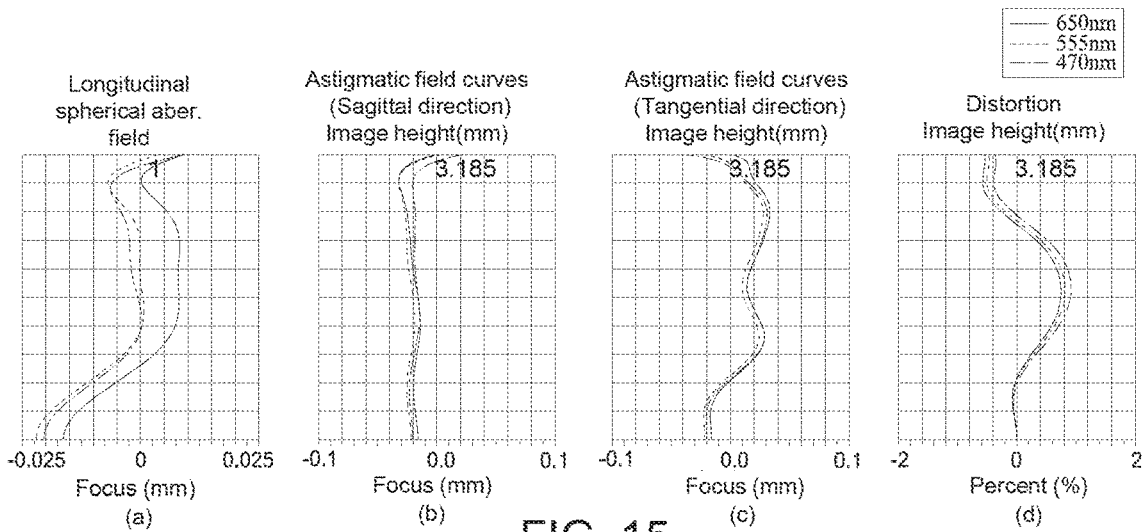 650nm
555nm
470nm
Longitudinal
spherical aber.
field
1
-0.025 0 0.025
Focus (mm)
(a)
Astigmatic field curves
(Sagittal direction)
Image height(mm)
3.185
-0.1 0.0 0.1
Focus (mm)
(b)
Astigmatic field curves
(Tangential direction)
Image height(mm)
3.185
-0.1 0.0 0.1
Focus (mm)
(c)
Distortion
Image height(mm)
3.185
-2 0 2
Percent (%)
(d)
FIG. 15